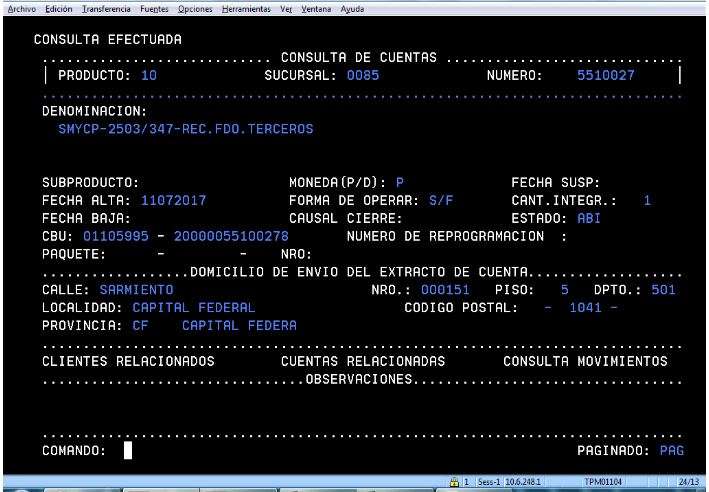 Archivo Edición Transferencia Fuentes Opciones Herramientas Ver Ventana Ayuda
CONSULTA EFECTUADA
............................ CONSULTA DE CUENTAS .............................
| PRODUCTO: 10 SUCURSAL: 0085 NUMERO: 5510027 |
..............................................................................
DENOMINACION:
SMYCP-2503/347-REC.FDO.TERCEROS
SUBPRODUCTO: MONEDA(P/D): P FECHA SUSP:
FECHA ALTA: 11072017 FORMA DE OPERAR: S/F CANT.INTEGR.: 1
FECHA BAJA: CAUSAL CIERRE: ESTADO: ABI
CBU: 01105995 - 20000055100278 NUMERO DE REPROGRAMACION :
PAQUETE: - - NRO:
..................DOMICILIO DE ENVIO DEL EXTRACTO DE CUENTA...................
CALLE: SARMIENTO NRO.: 000151 PISO: 5 DPTO.: 501
LOCALIDAD: CAPITAL FEDERAL CODIGO POSTAL: - 1041 -
PROVINCIA: CF CAPITAL FEDERA
..............................................................................
CLIENTES RELACIONADOS CUENTAS RELACIONADAS CONSULTA MOVIMIENTOS
................................OBSERVACIONES.................................
..............................................................................
COMANDO: PAGINADO: PAG
1 Sess-1 10.6.248.1 TPM01104 24/13